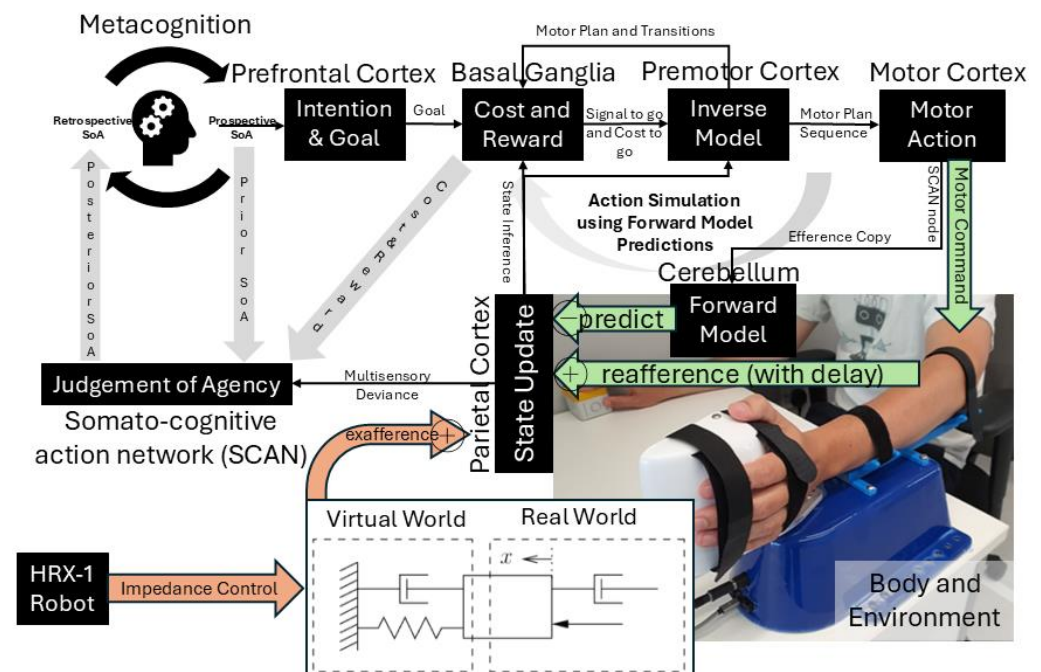 Metacognition
Retrospective
SoA
Prospective
SoA
Prefrontal Cortex
Intention
& Goal
Goal
Basal Ganglia
Cost and
Reward
Motor Plan and Transitions
Signal to go
and Cost to
go
Premotor Cortex
Inverse
Model
Motor Plan
Sequence
Motor Cortex
Motor
Action
SCAN node
Motor Command
Posterior SoA
Prior SoA
Cost&Reward
State Inference
Action Simulation
using Forward Model
Predictions
Efference Copy
Cerebellum
Forward
Model
predict
reafference (with delay)
Parietal Cortex
State Update
Judgement of Agency
Multisensory
Deviance
Somato-cognitive
action network (SCAN)
exafference
Virtual World
Real World
x
HRX-1
Robot
Impedance Control
Body and
Environment